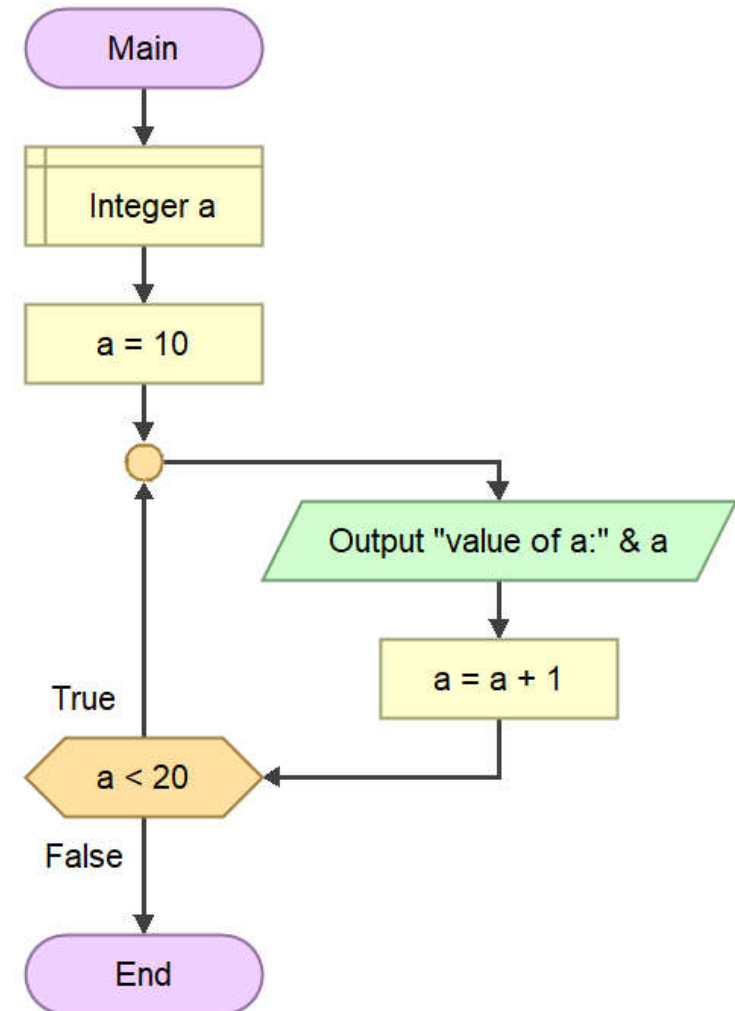 Main
Integer a
a = 10
Output "value of a:" & a
a = a + 1
True
a < 20
False
End